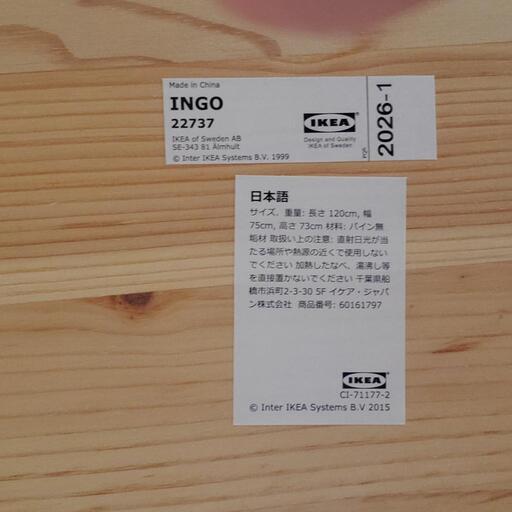 Made in China
INGO
22737
IKEA of Sweden AB
SE-343 81 Älmhult
© Inter IKEA Systems B.V. 1999
IKEA
Design and Quality
IKEA of Sweden
2026-1
日本語
サイズ、重量: 長さ 120cm, 幅
75cm, 高さ 73cm 材料: パイン無
垢材 取扱い上の注意: 直射日光が当
たる場所や熱源の近くで使用しない
でください 加熱したなべ、湯沸し等
を直接置かないでください 千葉県船
橋市浜町2-3-30 5F イケア・ジャパ
ン株式会社 商品番号: 60161797
IKEA
CI-71177-2
© Inter IKEA Systems B.V 2015